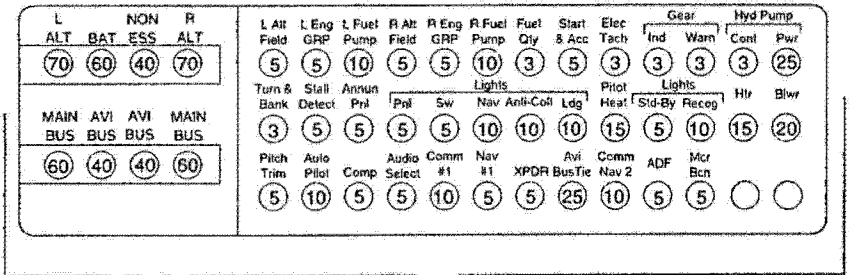 L NON R
ALT BAT ESS ALT
70 60 40 70
MAIN AVI AVI MAIN
BUS BUS BUS BUS
60 40 40 60
L Alt L Eng L Fuel R Alt R Eng R Fuel Fuel Start Elec Gear Hyd Pump
Field GRP Pump Field GRP Pump Qty & Acc Tach Ind Warn Cont Pwr
5 5 10 5 5 10 3 5 3 3 3 3 25
Turn & Stall Annun Lights Pitot Lights
Bank Detect Pnl Pnl Sw Nav Anti-Coll Ldg Heat Std-By Recog Htr Blwr
3 5 5 5 5 10 10 10 15 5 10 15 20
Pitch Auto Audio Comm Nav Avi Comm Mcr
Trim Pilot Comp Select #1 #1 XPDR BusTie Nav 2 ADF Bcn
5 10 5 5 10 5 5 25 10 5 5